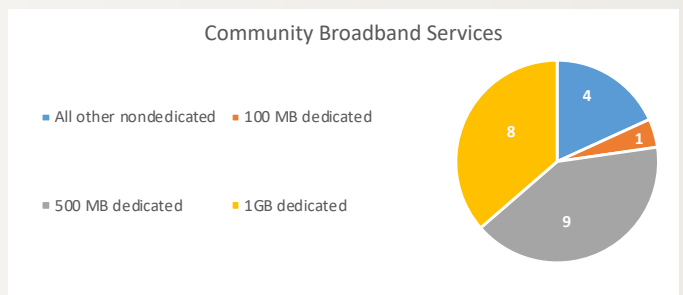 Community Broadband Services
All other nondedicated
100 MB dedicated
500 MB dedicated
1GB dedicated
4
1
9
8